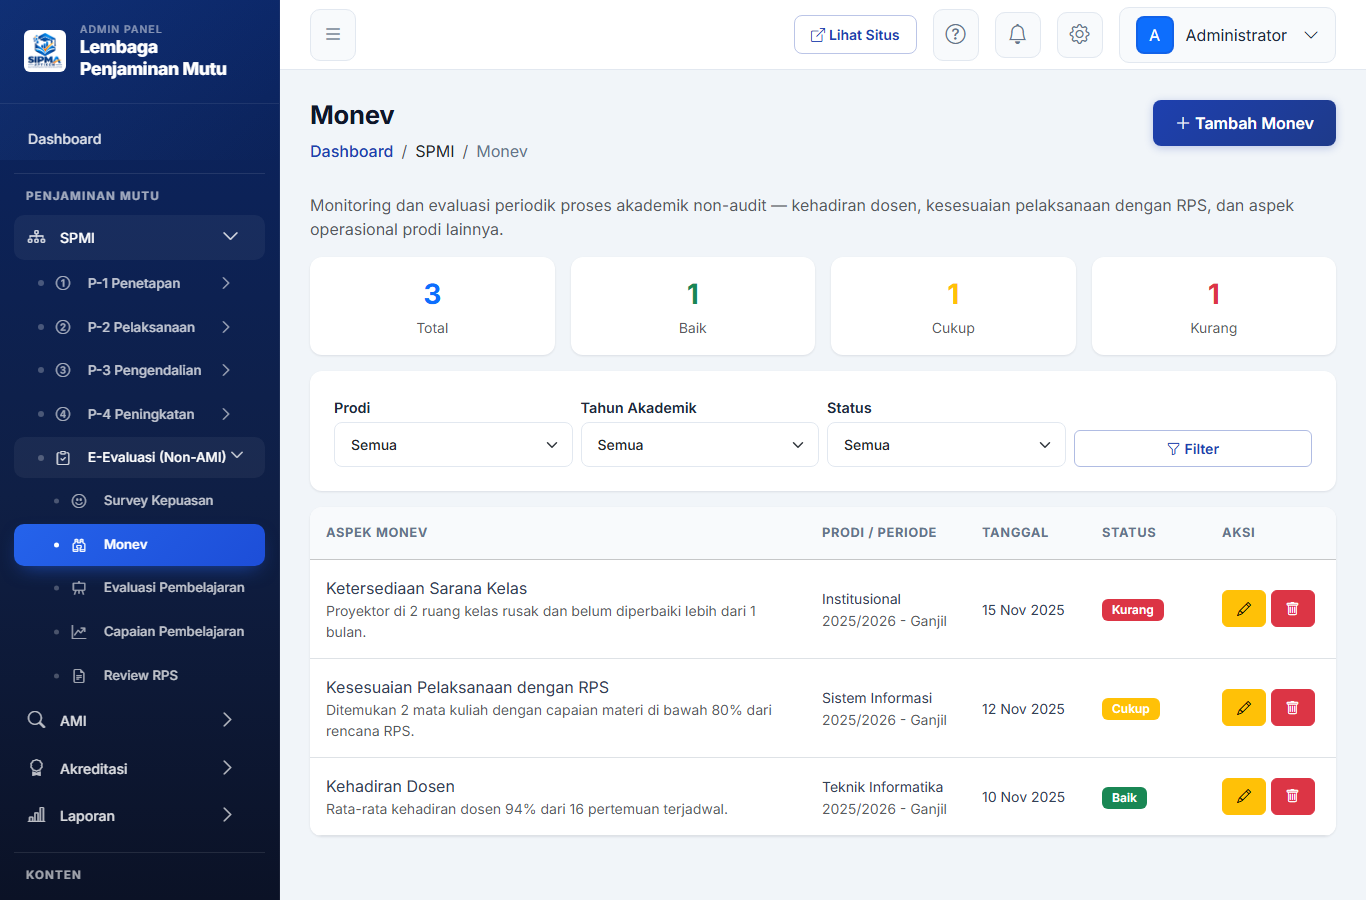 SIPMA
ADMIN PANEL
Lembaga
Penjaminan Mutu
Lihat Situs
A
Administrator
Dashboard
PENJAMINAN MUTU
SPMI
1 P-1 Penetapan
2 P-2 Pelaksanaan
3 P-3 Pengendalian
4 P-4 Peningkatan
E-Evaluasi (Non-AMI)
Survey Kepuasan
Monev
Evaluasi Pembelajaran
Capaian Pembelajaran
Review RPS
AMI
Akreditasi
Laporan
KONTEN
Monev
+ Tambah Monev
Dashboard / SPMI / Monev
Monitoring dan evaluasi periodik proses akademik non-audit — kehadiran dosen, kesesuaian pelaksanaan dengan RPS, dan aspek
operasional prodi lainnya.
3
Total
1
Baik
1
Cukup
1
Kurang
Prodi
Semua
Tahun Akademik
Semua
Status
Semua
Filter
ASPEK MONEV PRODI / PERIODE TANGGAL STATUS AKSI
Ketersediaan Sarana Kelas
Proyektor di 2 ruang kelas rusak dan belum diperbaiki lebih dari 1
bulan.
Institusional
2025/2026 - Ganjil
15 Nov 2025
Kurang
Kesesuaian Pelaksanaan dengan RPS
Ditemukan 2 mata kuliah dengan capaian materi di bawah 80% dari
rencana RPS.
Sistem Informasi
2025/2026 - Ganjil
12 Nov 2025
Cukup
Kehadiran Dosen
Rata-rata kehadiran dosen 94% dari 16 pertemuan terjadwal.
Teknik Informatika
2025/2026 - Ganjil
10 Nov 2025
Baik